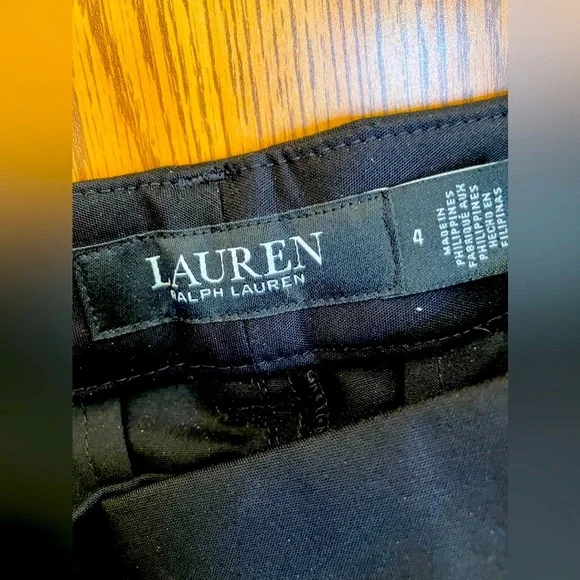 LAUREN
RALPH LAUREN
4
MADE IN
PHILIPPINES
FABRIQUÉ AUX
PHILIPPINES
HECHO EN
FILIPINAS